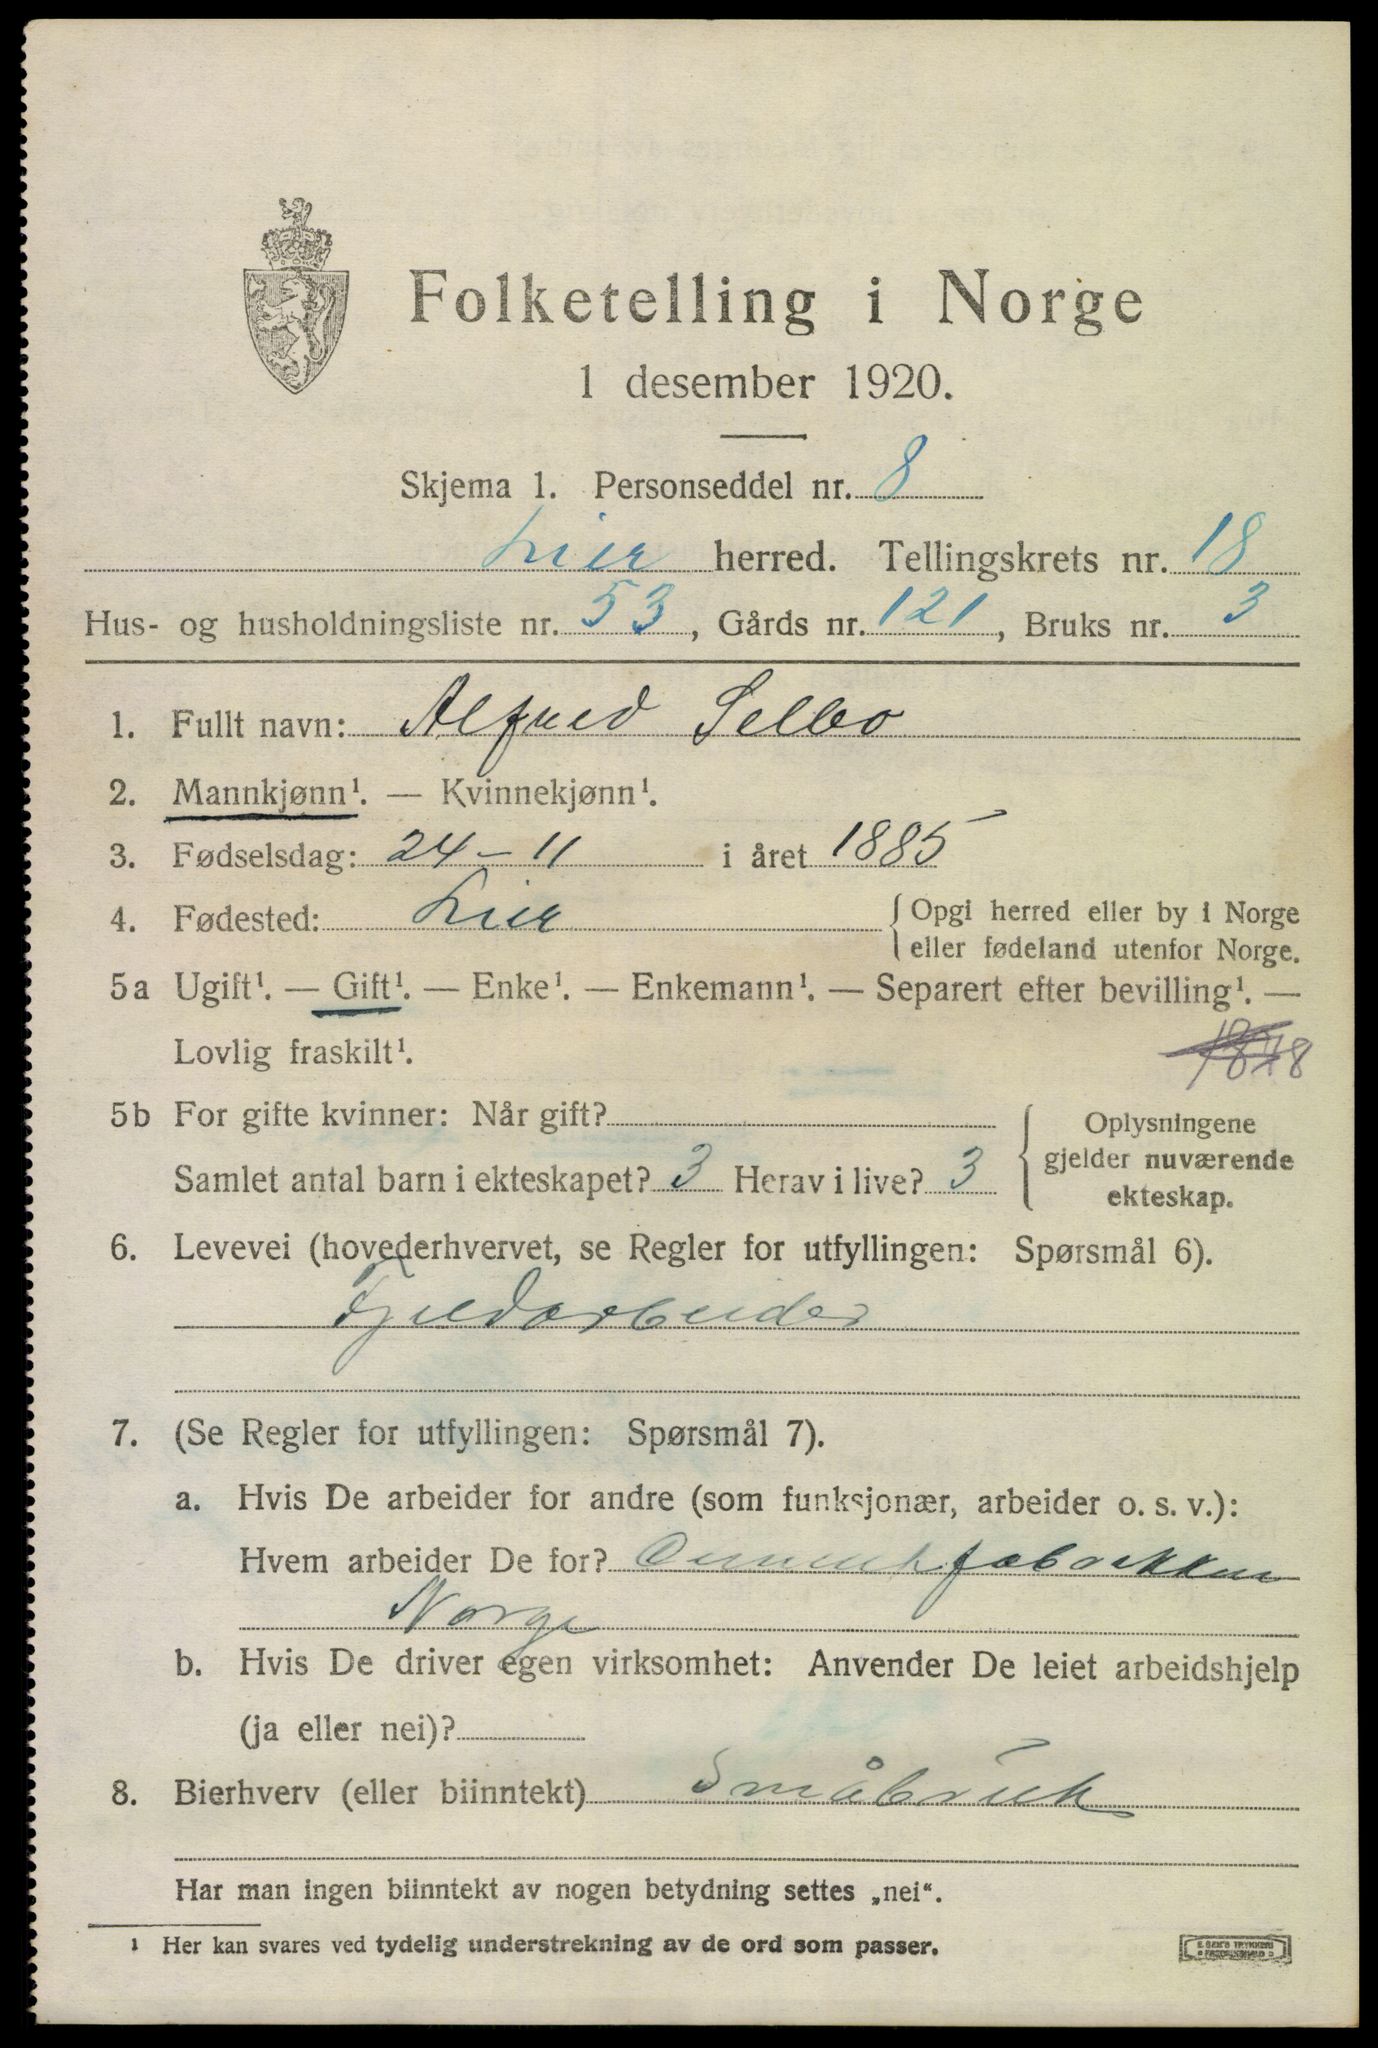 Folketelling i Norge
1 desember 1920.
Skjema 1. Personseddel nr. 8
Lier herred. Tellingskrets nr. 18
Hus- og husholdningsliste nr. 53, Gårds nr. 121, Bruks nr. 3
1. Fullt navn: Alfred Selbo
2. Mannkjønn¹. — Kvinnekjønn¹.
3. Fødselsdag: 24 - 11 i året 1885
4. Fødested: Lier { Opgi herred eller by i Norge
eller fødeland utenfor Norge.
5a Ugift¹. — Gift¹. — Enke¹. — Enkemann¹. — Separert efter bevilling¹. —
Lovlig fraskilt¹.
5b For gifte kvinner: Når gift?
Samlet antal barn i ekteskapet? 3 Herav i live? 3
Oplysningene
gjelder nuværende
ekteskap.
6. Levevei (hovederhvervet, se Regler for utfyllingen: Spørsmål 6).
Fjeldarbeider
7. (Se Regler for utfyllingen: Spørsmål 7).
a. Hvis De arbeider for andre (som funksjonær, arbeider o. s. v.):
Hvem arbeider De for? Cementfabrikken
Norge
b. Hvis De driver egen virksomhet: Anvender De leiet arbeidshjelp
(ja eller nei)?
8. Bierhverv (eller biinntekt) Småbruk
Har man ingen biinntekt av nogen betydning settes „nei“.
¹ Her kan svares ved tydelig understrekning av de ord som passer.